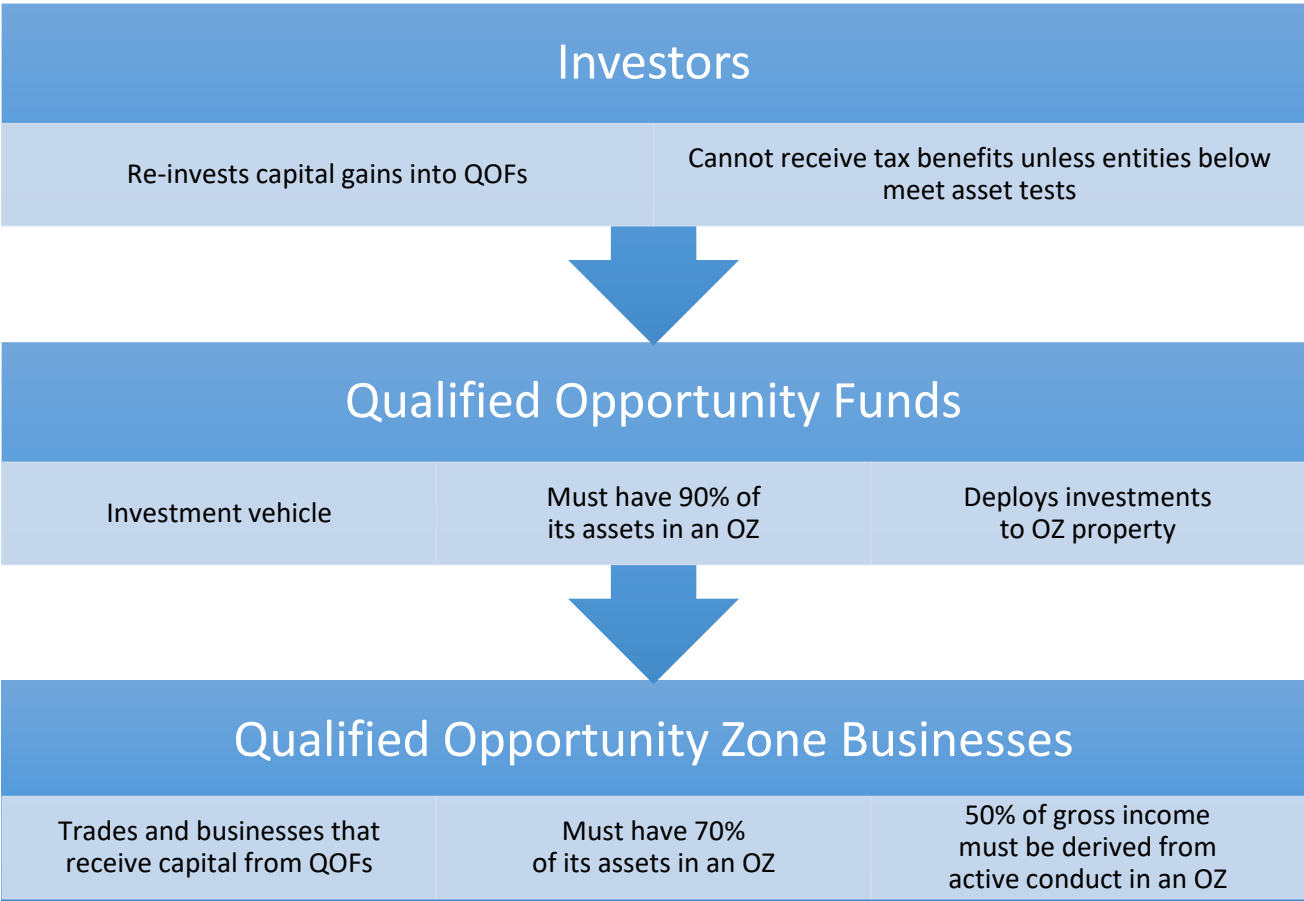 Investors
Re-invests capital gains into QOFs
Cannot receive tax benefits unless entities below
meet asset tests
Qualified Opportunity Funds
Investment vehicle
Must have 90% of
its assets in an OZ
Deploys investments
to OZ property
Qualified Opportunity Zone Businesses
Trades and businesses that
receive capital from QOFs
Must have 70%
of its assets in an OZ
50% of gross income
must be derived from
active conduct in an OZ